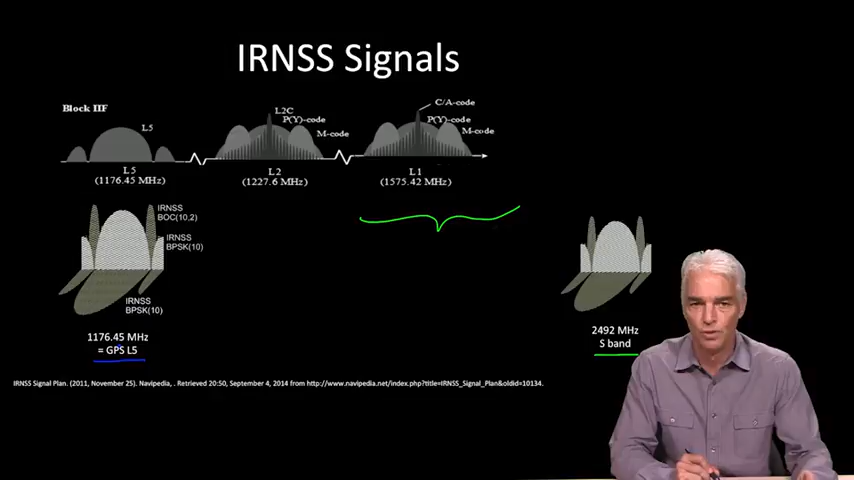 IRNSS Signals
Block IIF
L5
L2C
P(Y)-code
M-code
C/A-code
P(Y)-code
M-code
L5
(1176.45 MHz)
L2
(1227.6 MHz)
L1
(1575.42 MHz)
IRNSS
BOC(10,2)
IRNSS
BPSK(10)
IRNSS
BPSK(10)
1176.45 MHz
= GPS L5
2492 MHz
S band
IRNSS Signal Plan. (2011, November 25). Navipedia, . Retrieved 20:50, September 4, 2014 from http://www.navipedia.net/index.php?title=IRNSS_Signal_Plan&oldid=10134.